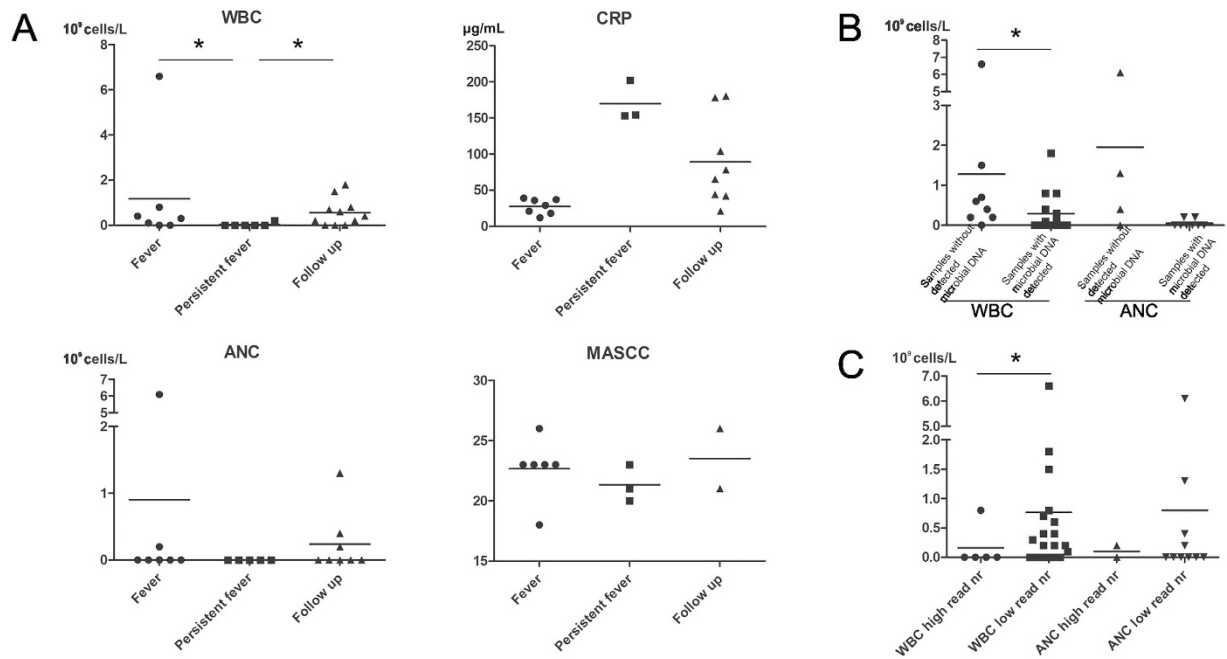 A
WBC
10⁹ cells/L
*
*
8
6
4
2
0
Fever
Persistent fever
Follow up
CRP
µg/mL
250
200
150
100
50
0
Fever
Persistent fever
Follow up
B
10⁹ cells/L
*
8
7
6
5
3
2
1
0
Samples without
detected
microbial DNA
Samples with
microbial DNA
detected
Samples without
detected
microbial DNA
Samples with
microbial DNA
detected
WBC
ANC
ANC
10⁹ cells/L
7
6
5
2
1
0
Fever
Persistent fever
Follow up
MASCC
30
25
20
15
Fever
Persistent fever
Follow up
C
10⁹ cells/L
*
7.0
6.0
5.0
2.0
1.5
1.0
0.5
0.0
WBC high read nr
WBC low read nr
ANC high read nr
ANC low read nr